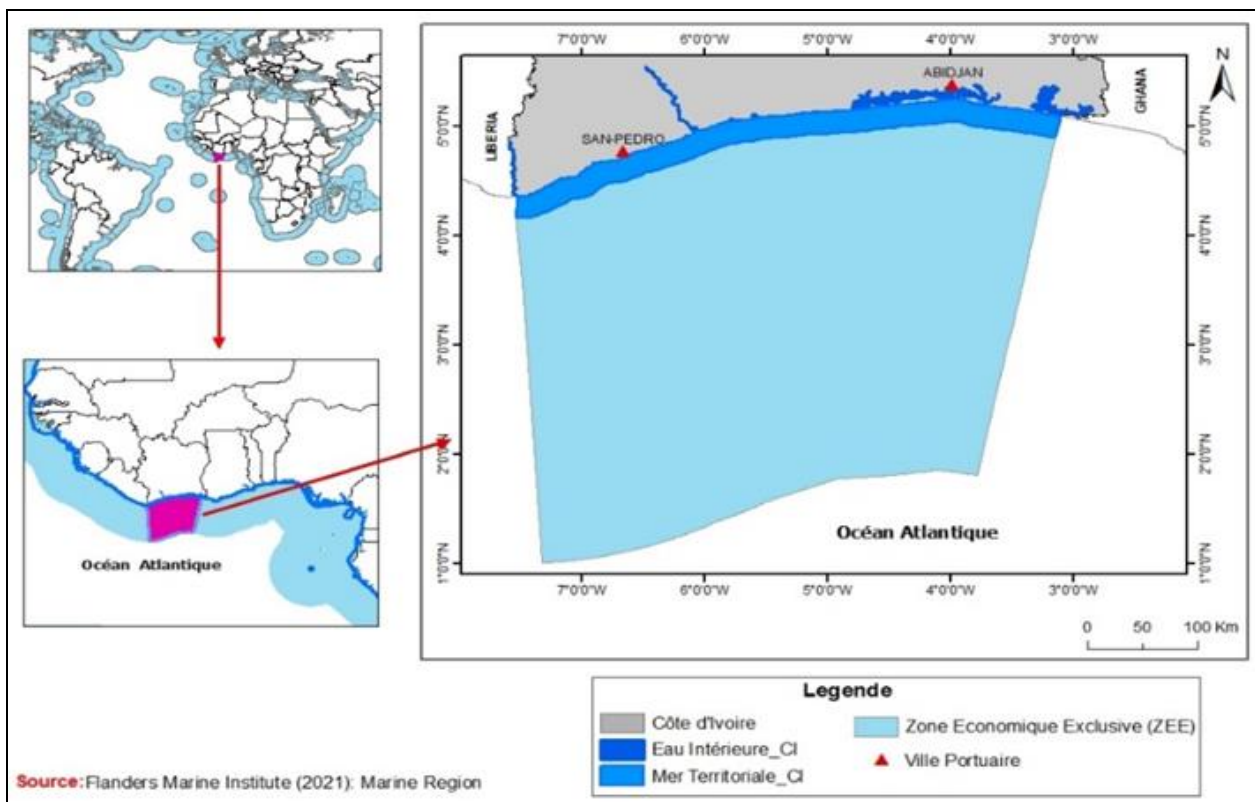 7°0'0"W 6°0'0"W 5°0'0"W 4°0'0"W 3°0'0"W
N
ABIDJAN
SAN-PEDRO
LIBERIA
GHANA
5°0'0"N
4°0'0"N
3°0'0"N
2°0'0"N
1°0'0"N
5°0'0"N
4°0'0"N
3°0'0"N
2°0'0"N
1°0'0"N
Océan Atlantique
7°0'0"W 6°0'0"W 5°0'0"W 4°0'0"W 3°0'0"W
0 50 100 Km
Océan Atlantique
Legende
Côte d'Ivoire
Eau Intérieure_CI
Mer Territoriale_CI
Zone Economique Exclusive (ZEE)
Ville Portuaire
Source: Flanders Marine Institute (2021): Marine Region